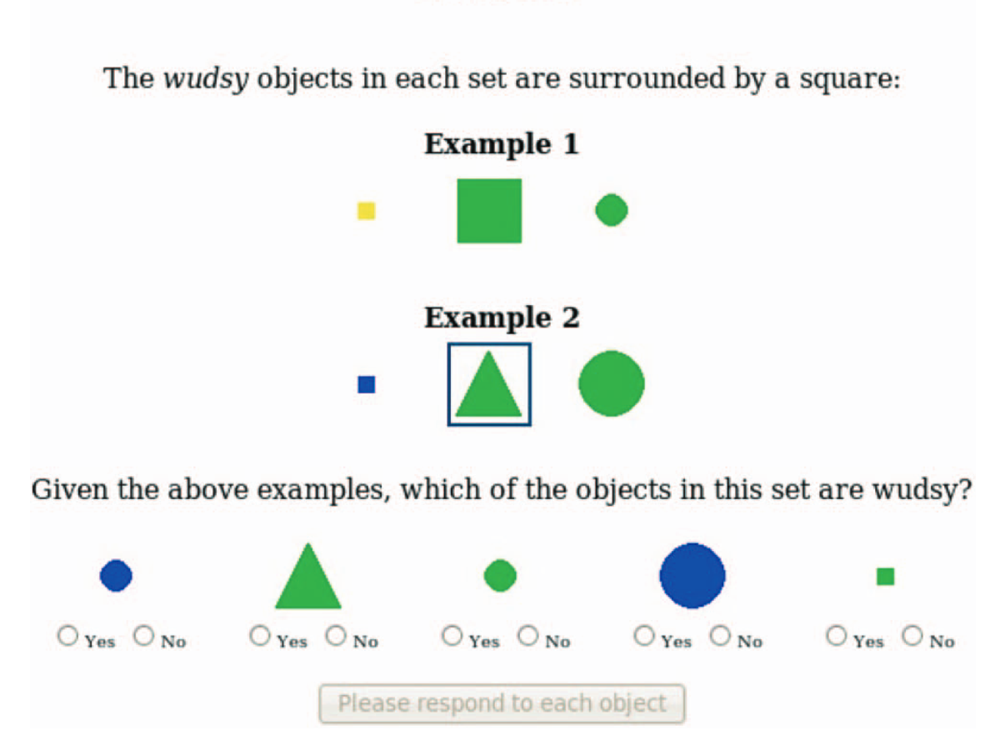 The wudsy objects in each set are surrounded by a square:
Example 1
Example 2
Given the above examples, which of the objects in this set are wudsy?
Yes No Yes No Yes No Yes No Yes No
Please respond to each object